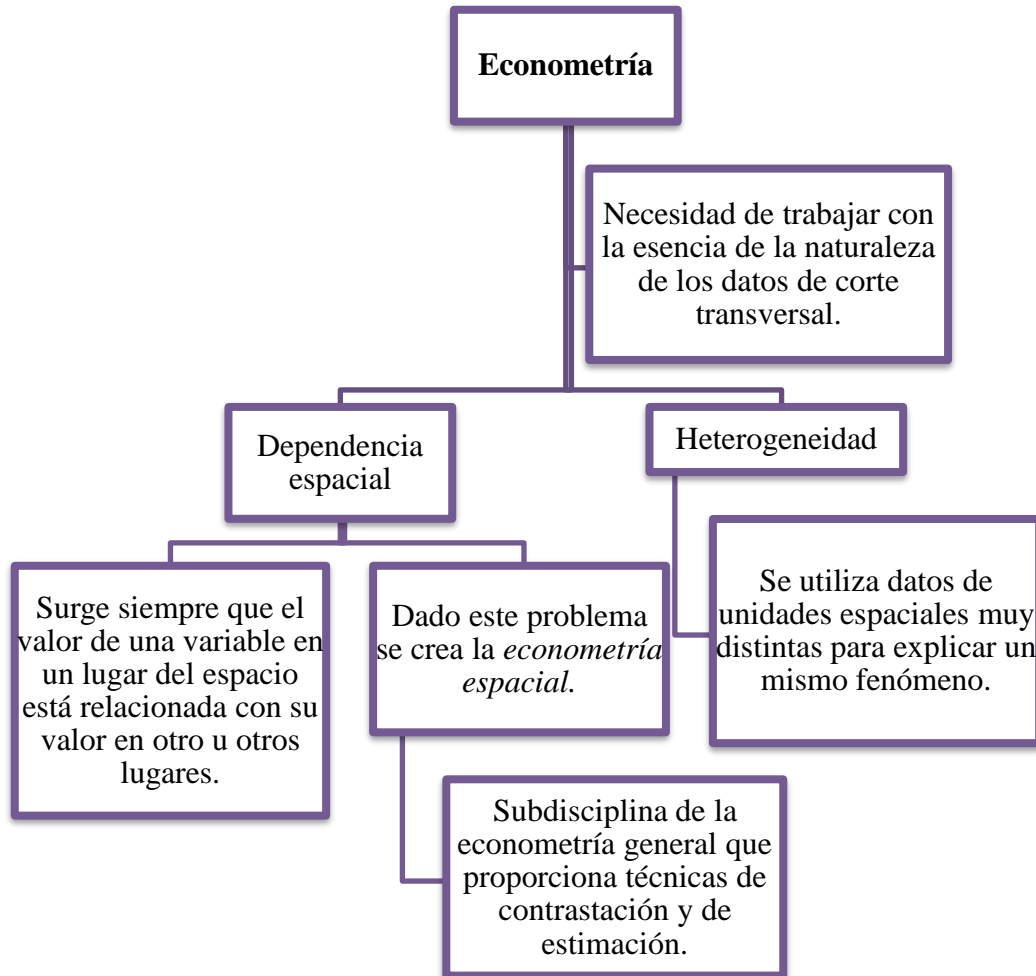 Econometría
Necesidad de trabajar con
la esencia de la naturaleza
de los datos de corte
transversal.
Dependencia
espacial
Heterogeneidad
Surge siempre que el
valor de una variable en
un lugar del espacio
está relacionada con su
valor en otro u otros
lugares.
Dado este problema
se crea la econometría
espacial.
Se utiliza datos de
unidades espaciales muy
distintas para explicar un
mismo fenómeno.
Subdisciplina de la
econometría general que
proporciona técnicas de
contrastación y de
estimación.